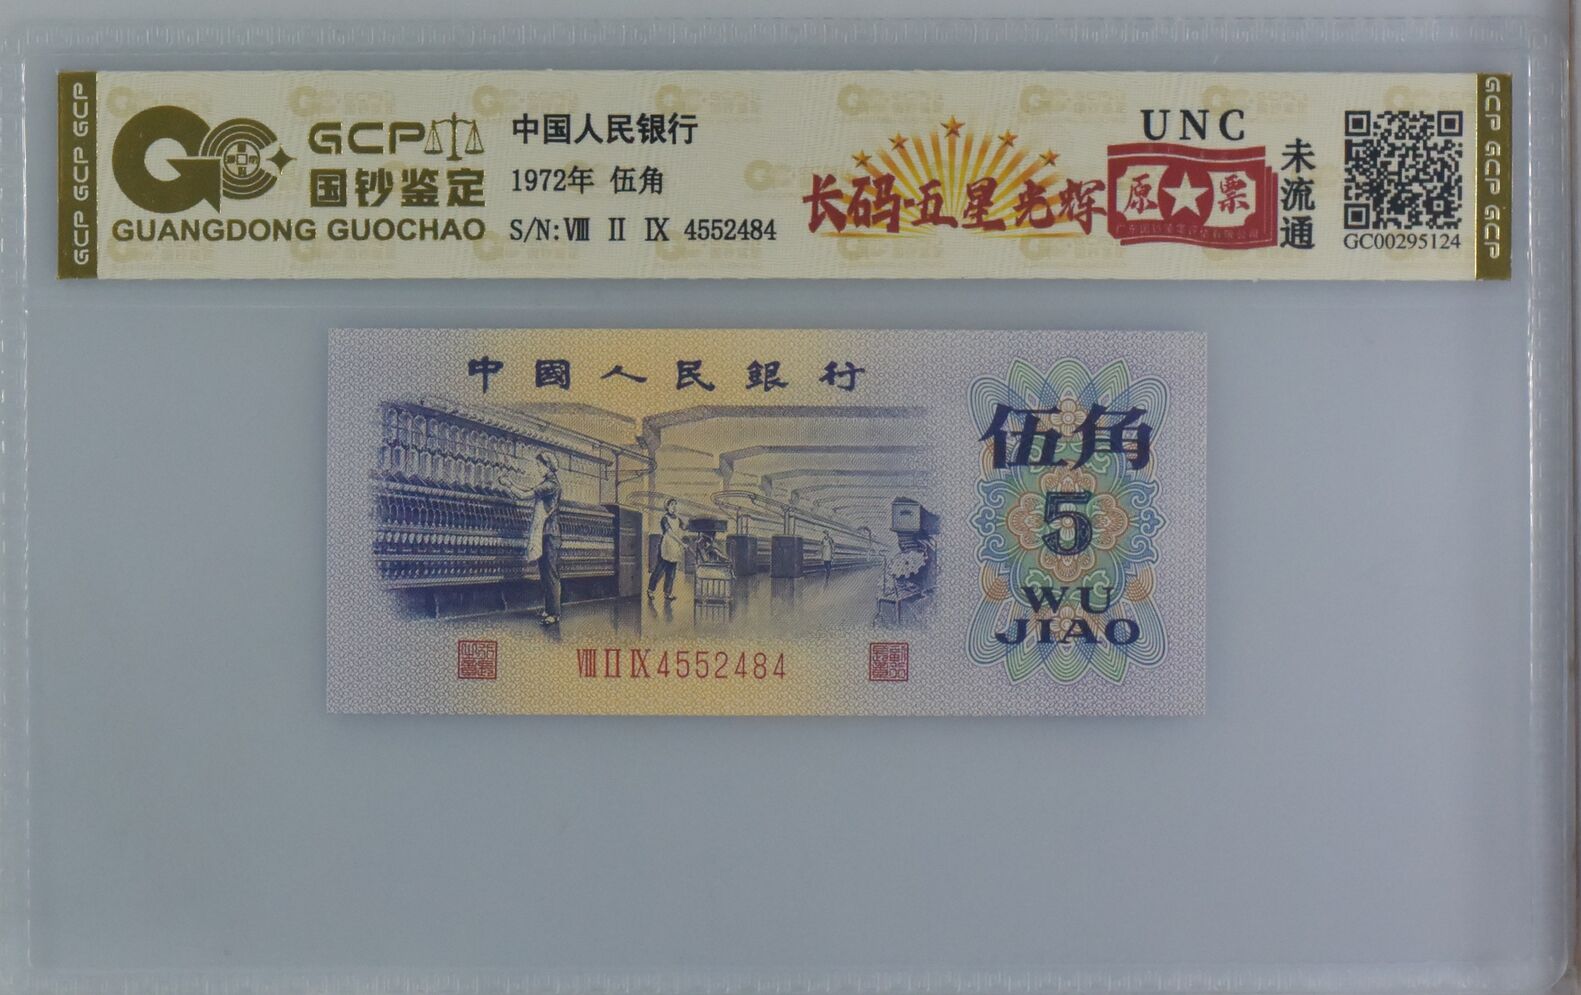 GCP GCP GCP
GCP
国钞鉴定
GUANGDONG GUOCHAO
中国人民银行
1972年 伍角
S/N:Ⅷ Ⅱ Ⅸ 4552484
长码·五星光辉
UNC
原★票
未流通
GC00295124
GCP GCP GCP
中國人民銀行
伍角
5
WU
JIAO
Ⅷ Ⅱ Ⅸ 4552484